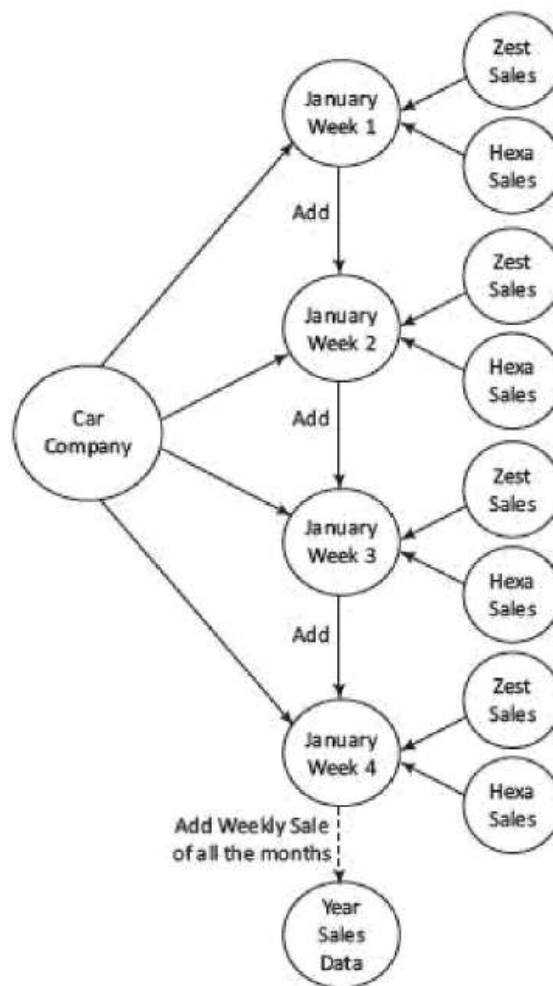 Zest
Sales
January
Week 1
Hexa
Sales
Add
Zest
Sales
January
Week 2
Hexa
Sales
Car
Company
Add
Zest
Sales
January
Week 3
Hexa
Sales
Add
Zest
Sales
January
Week 4
Hexa
Sales
Add Weekly Sale
of all the months
Year
Sales
Data